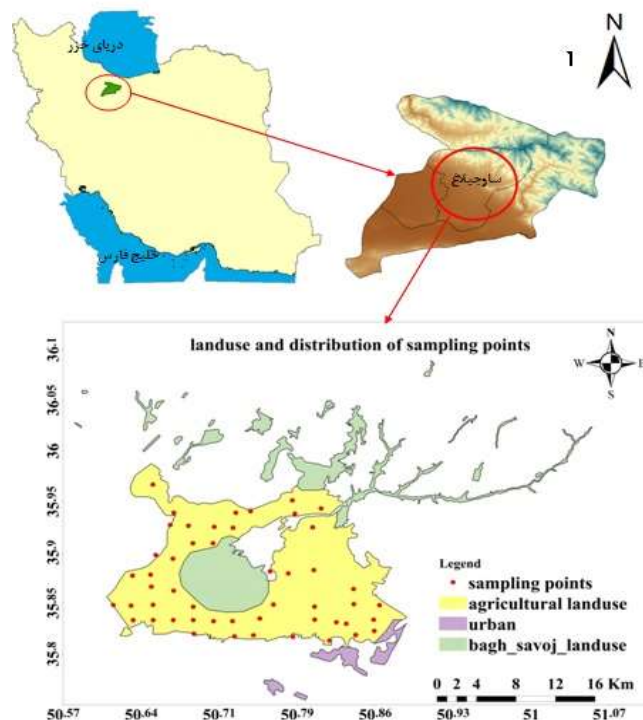 دریای خزر
خلیج فارس
1
N
ساوجبلاغ
landuse and distribution of sampling points
N
W E
S
36.1
36.05
36
35.95
35.9
35.85
35.8
Legend
sampling points
agricultural landuse
urban
bagh_savoj_landuse
0 2 4 8 12 16 Km
50.57 50.64 50.71 50.79 50.86 50.93 51 51.07